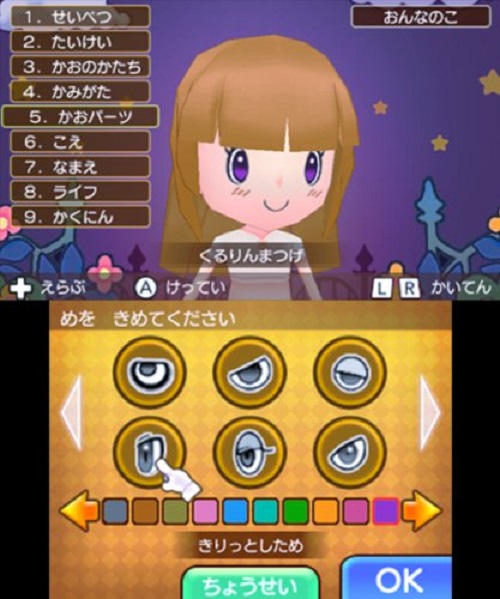 1. せいべつ
2. たいけい
3. かおのかたち
4. かみがた
5. かおパーツ
6. こえ
7. なまえ
8. ライフ
9. かくにん
おんなのこ
くるりんまつげ
えらぶ
A けってい
L R かいてん
めを きめてください
きりっとしため
ちょうせい
OK